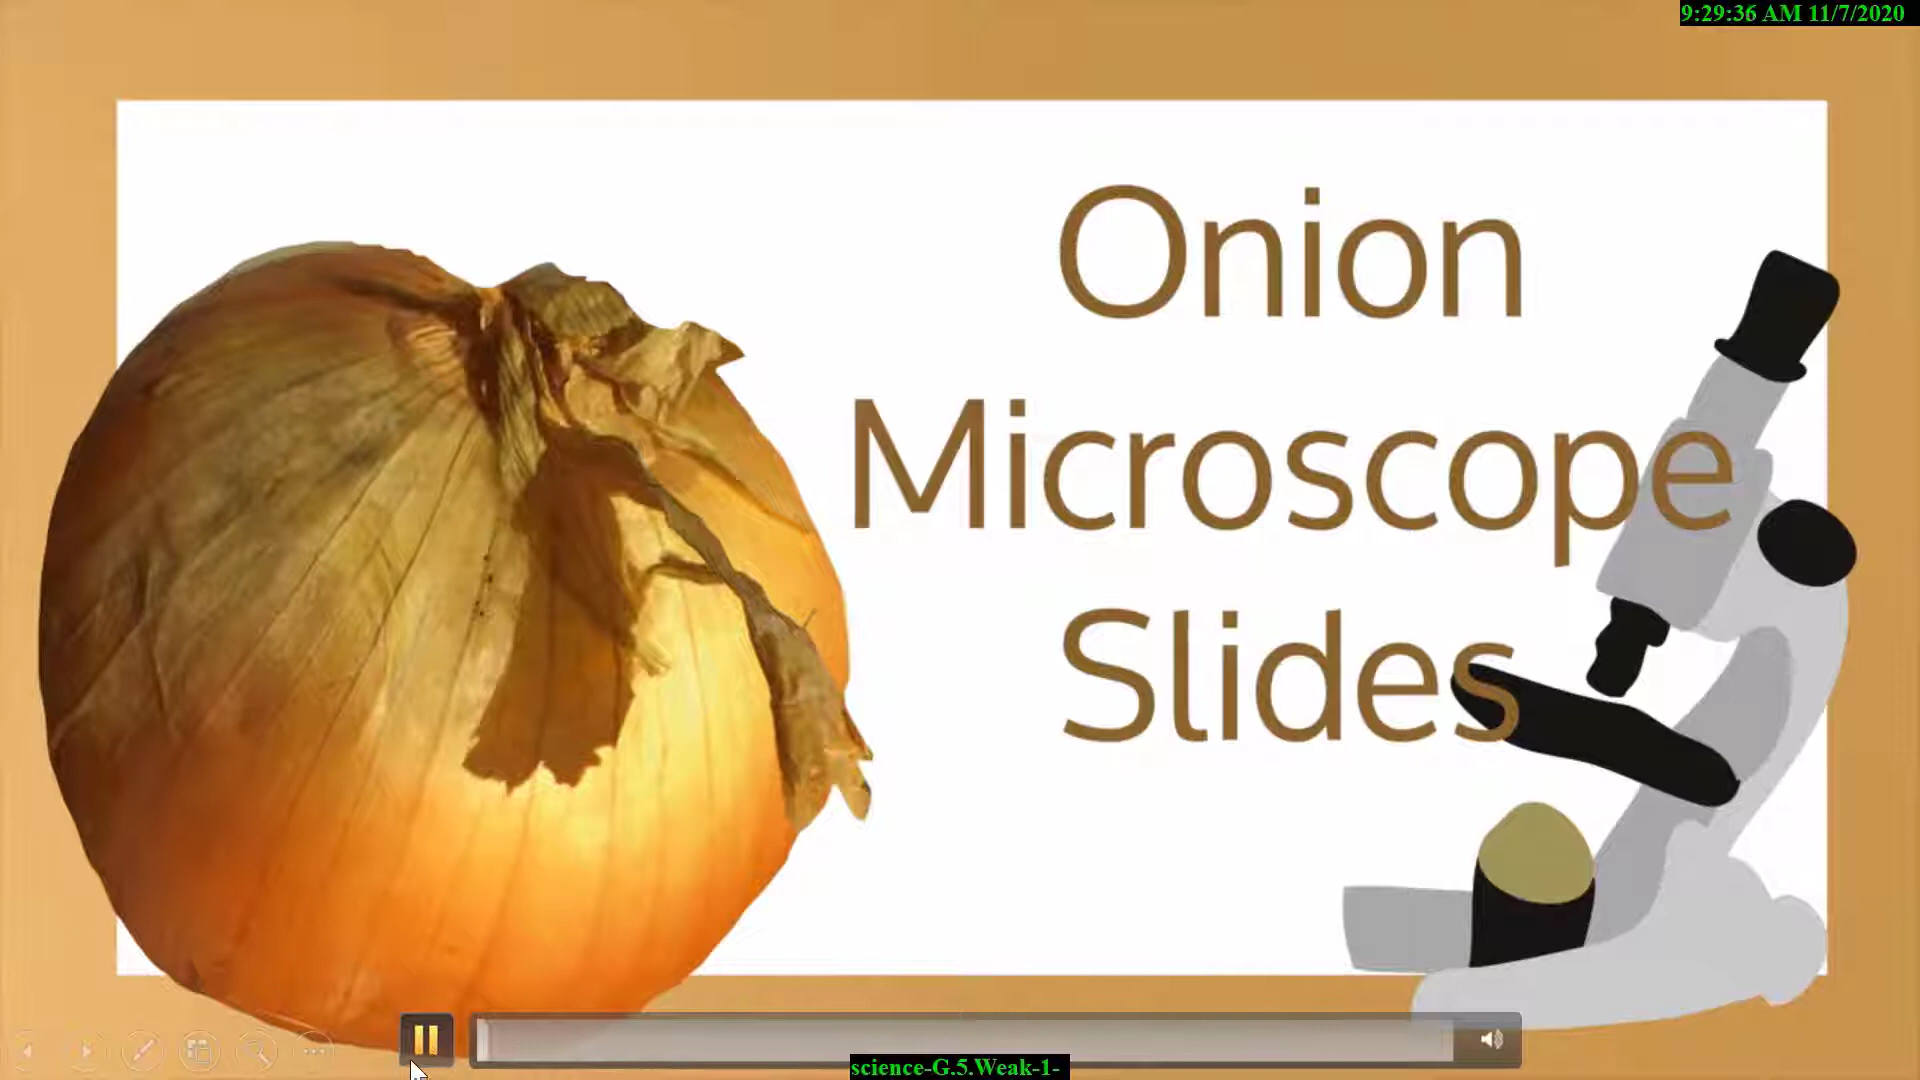 9:29:36 AM 11/7/2020
Onion
Microscope
Slides
science-G.5.Weak-1-